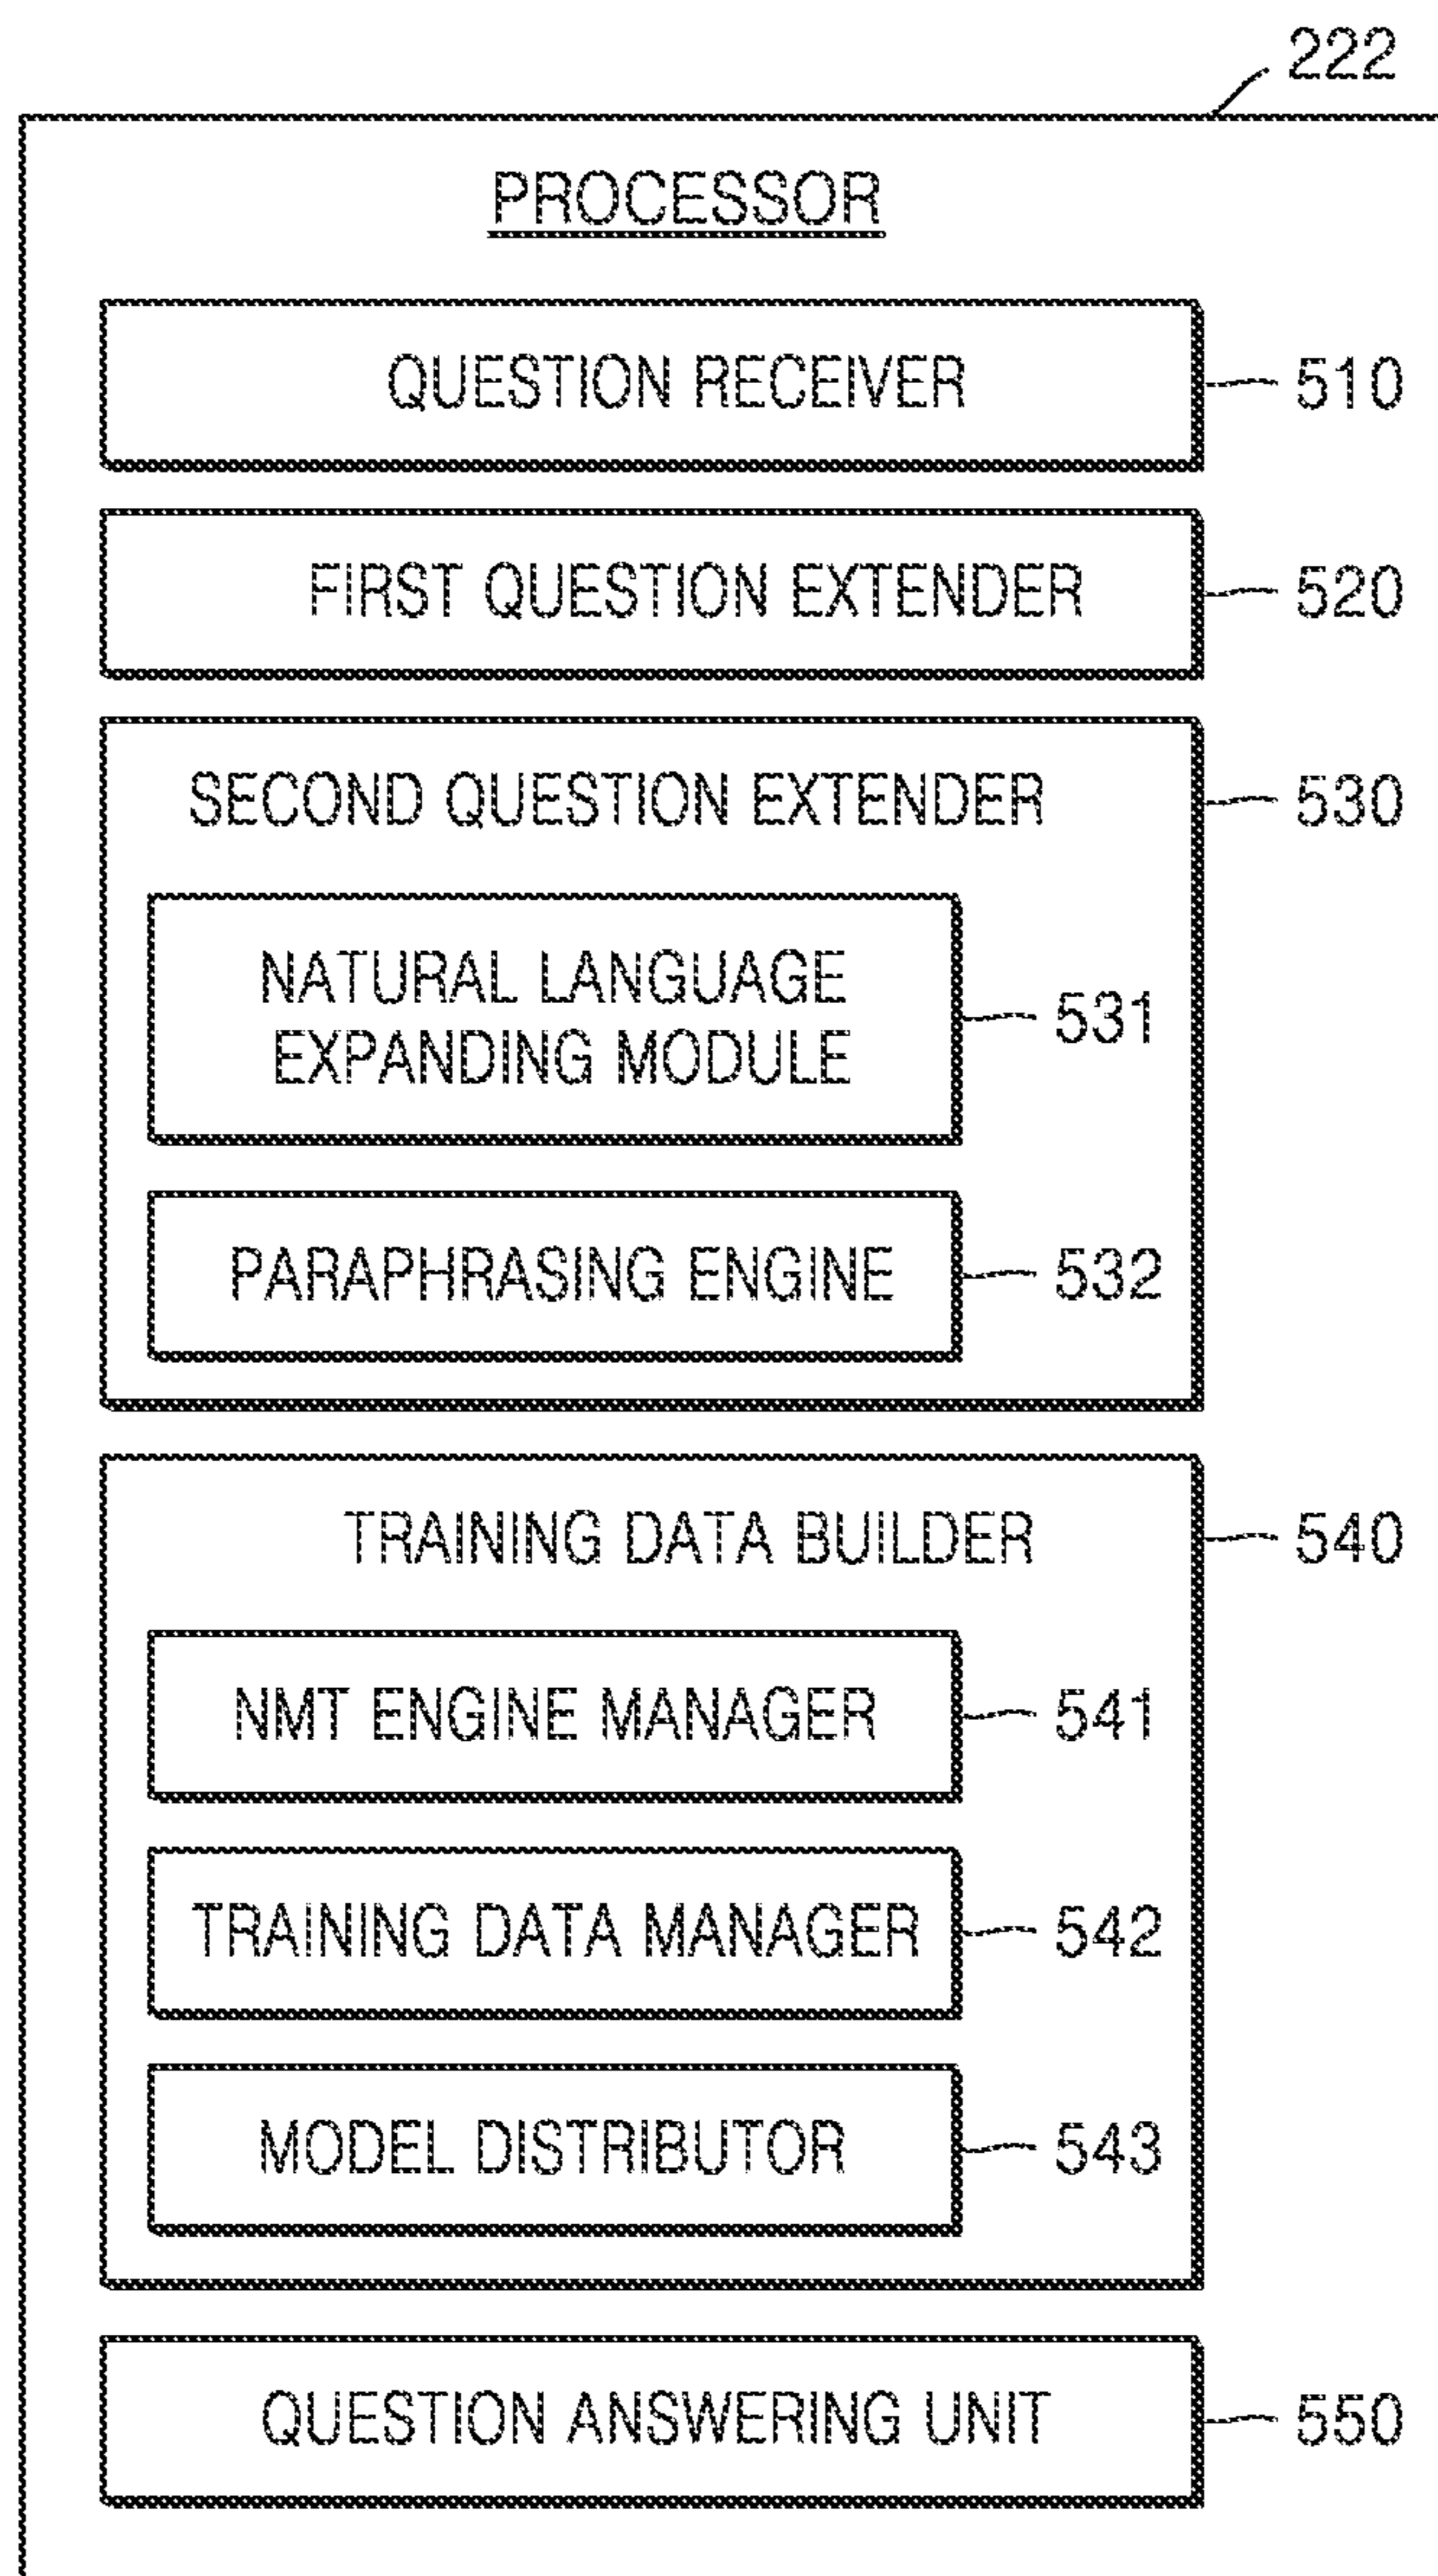 222
PROCESSOR
QUESTION RECEIVER
510
FIRST QUESTION EXTENDER
520
SECOND QUESTION EXTENDER
530
NATURAL LANGUAGE
EXPANDING MODULE
531
PARAPHRASING ENGINE
532
TRAINING DATA BUILDER
540
NMT ENGINE MANAGER
541
TRAINING DATA MANAGER
542
MODEL DISTRIBUTOR
543
QUESTION ANSWERING UNIT
550